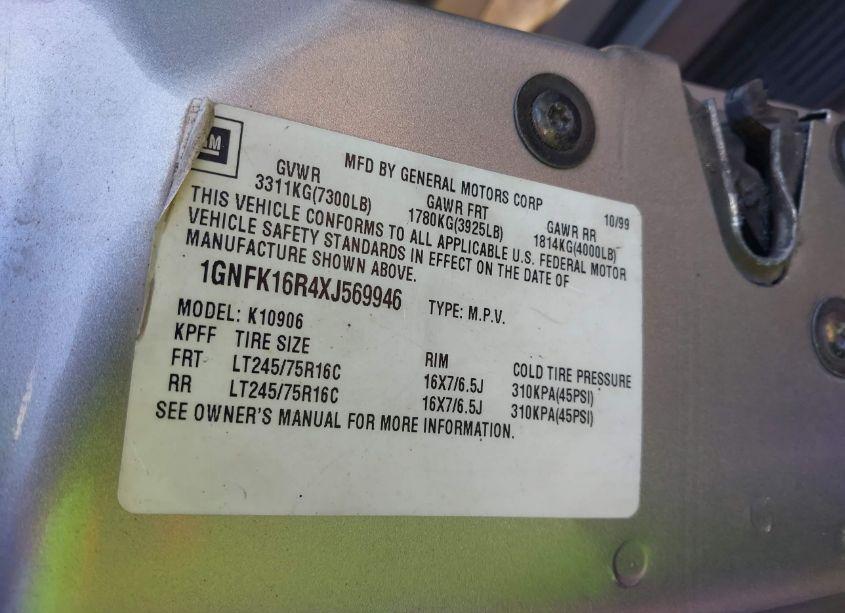 GM
MFD BY GENERAL MOTORS CORP 10/99
GVWR GAWR FRT GAWR RR
3311KG(7300LB) 1780KG(3925LB) 1814KG(4000LB)
THIS VEHICLE CONFORMS TO ALL APPLICABLE U.S. FEDERAL MOTOR
VEHICLE SAFETY STANDARDS IN EFFECT ON THE DATE OF
MANUFACTURE SHOWN ABOVE.
1GNFK16R4XJ569946 TYPE: M.P.V.
MODEL: K10906
KPFF TIRE SIZE RIM COLD TIRE PRESSURE
FRT LT245/75R16C 16X7/6.5J 310KPA(45PSI)
RR LT245/75R16C 16X7/6.5J 310KPA(45PSI)
SEE OWNER'S MANUAL FOR MORE INFORMATION.